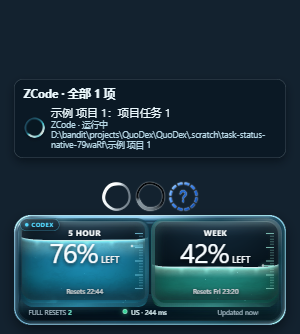 ZCode · 全部 1 项
示例 项目 1：项目任务 1
ZCode · 运行中
D:\bandit\projects\QuoDex\QuoDex\.scratch\task-status-
native-79waRf\示例 项目 1
?
CODEX
5 HOUR
76% LEFT
Resets 22:44
WEEK
42% LEFT
Resets Fri 23:20
FULL RESETS 2
US · 244 ms
Updated now